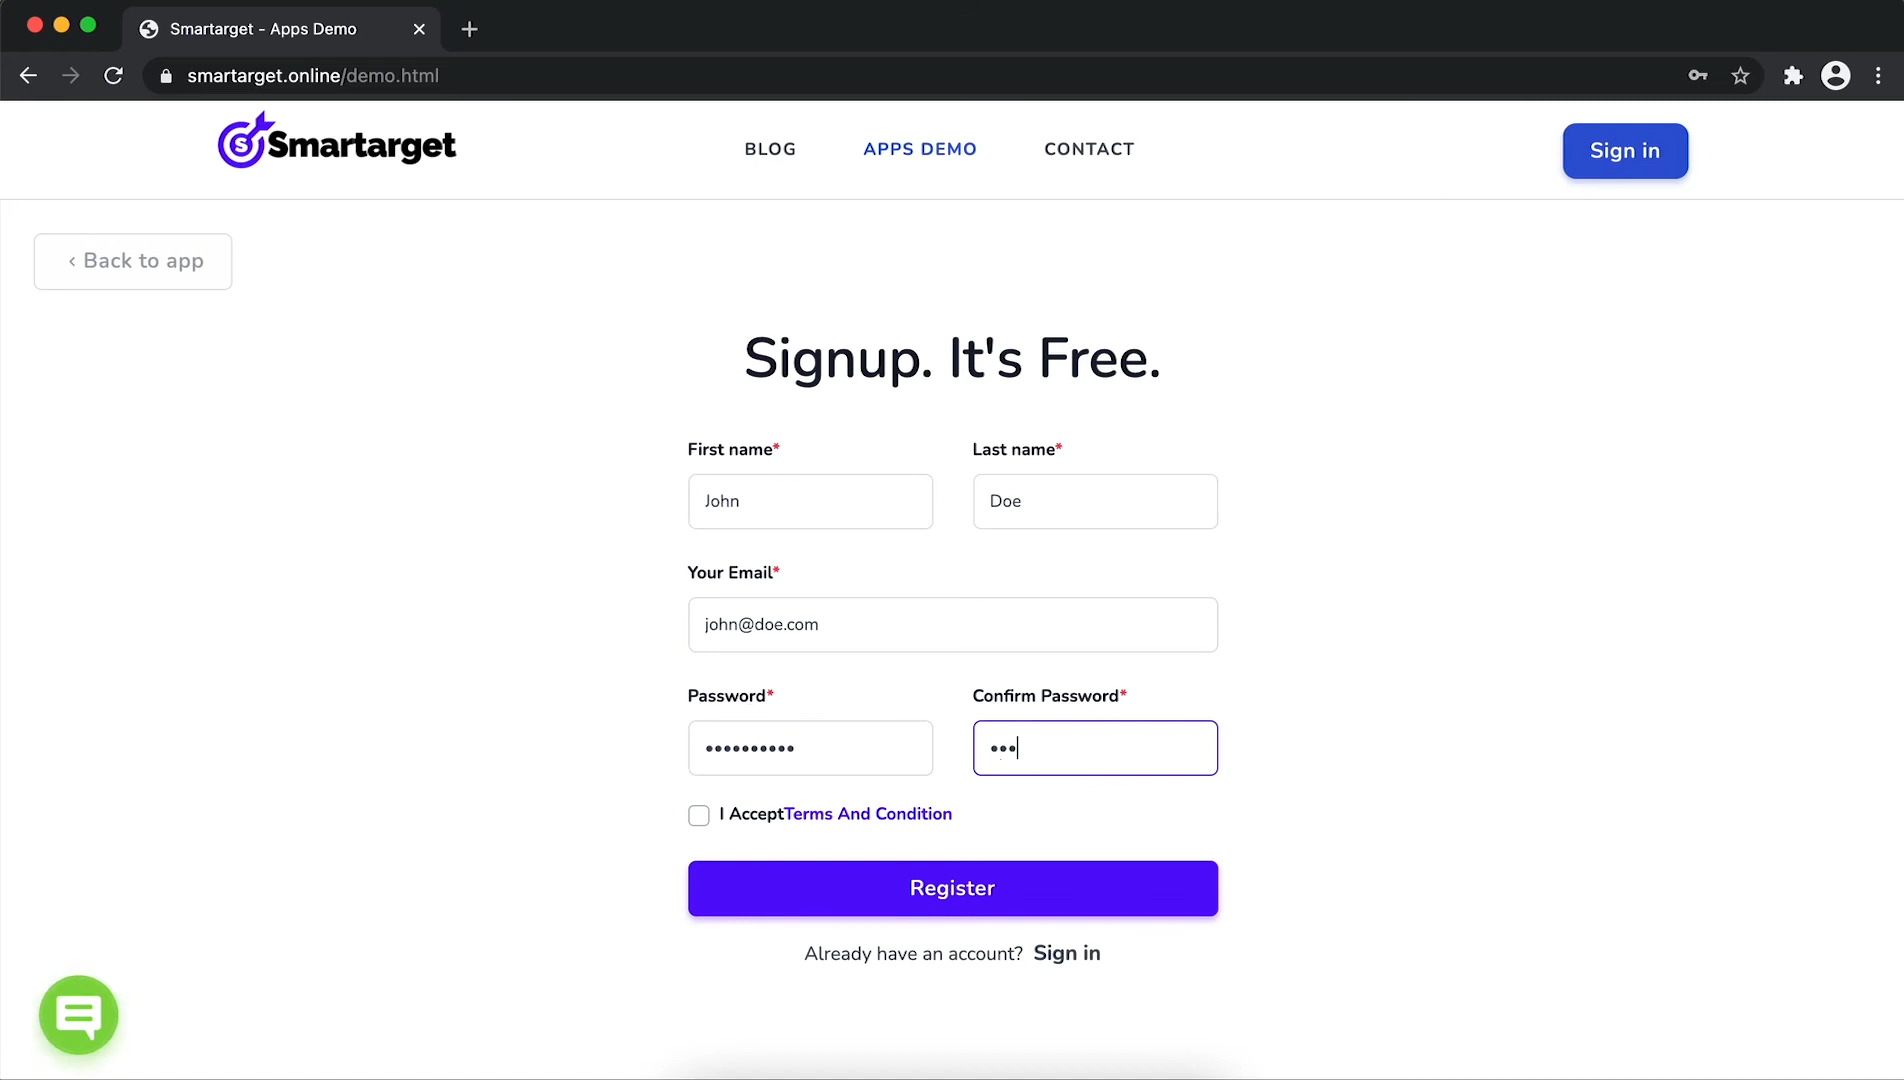 Smartarget - Apps Demo
smartarget.online/demo.html
Smartarget
BLOG
APPS DEMO
CONTACT
Sign in
‹ Back to app
Signup. It's Free.
First name*
Last name*
John
Doe
Your Email*
john@doe.com
Password*
Confirm Password*
••••••••••
•••
I AcceptTerms And Condition
Register
Already have an account? Sign in